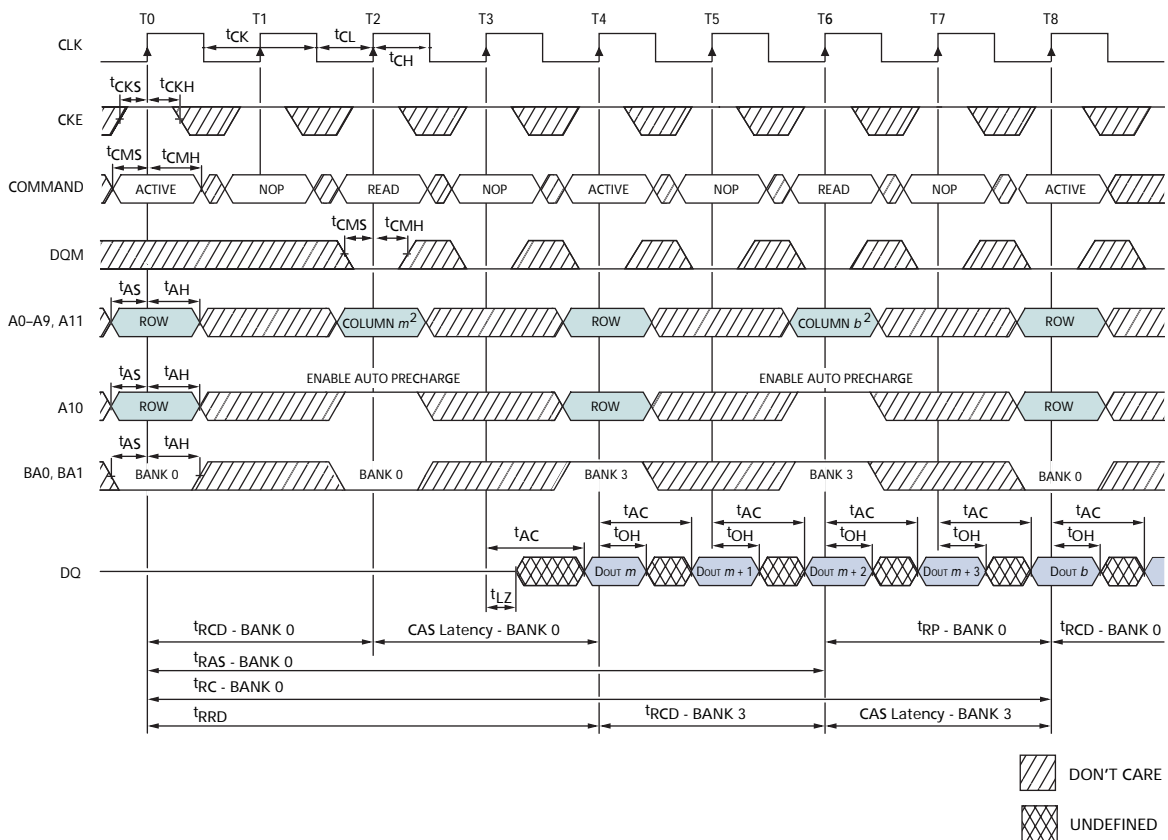 T0 T1 T2 T3 T4 T5 T6 T7 T8
CLK tCK tCL
tCH
tCKS tCKH
CKE
tCMS tCMH
COMMAND ACTIVE NOP READ NOP ACTIVE NOP READ NOP ACTIVE
tCMS tCMH
DQM
tAS tAH
A0–A9, A11 ROW COLUMN m2 ROW COLUMN b2 ROW
tAS tAH ENABLE AUTO PRECHARGE ENABLE AUTO PRECHARGE
A10 ROW ROW ROW
tAS tAH
BA0, BA1 BANK 0 BANK 0 BANK 3 BANK 3 BANK 0
tAC tAC tAC tAC tAC tAC
tOH tOH tOH tOH tOH
DQ DOUT m DOUT m + 1 DOUT m + 2 DOUT m + 3 DOUT b
tLZ
tRCD - BANK 0 CAS Latency - BANK 0 tRP - BANK 0 tRCD - BANK 0
tRAS - BANK 0
tRC - BANK 0
tRRD tRCD - BANK 3 CAS Latency - BANK 3
DON'T CARE
UNDEFINED